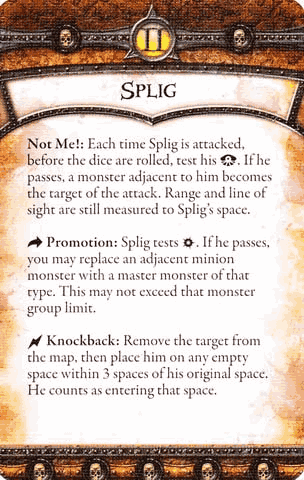 II
SPLIG
Not Me!: Each time Splig is attacked,
before the dice are rolled, test his . If he
passes, a monster adjacent to him becomes
the target of the attack. Range and line of
sight are still measured to Splig's space.
Promotion: Splig tests . If he passes,
you may replace an adjacent minion
monster with a master monster of that
type. This may not exceed that monster
group limit.
Knockback: Remove the target from
the map, then place him on any empty
space within 3 spaces of his original space.
He counts as entering that space.